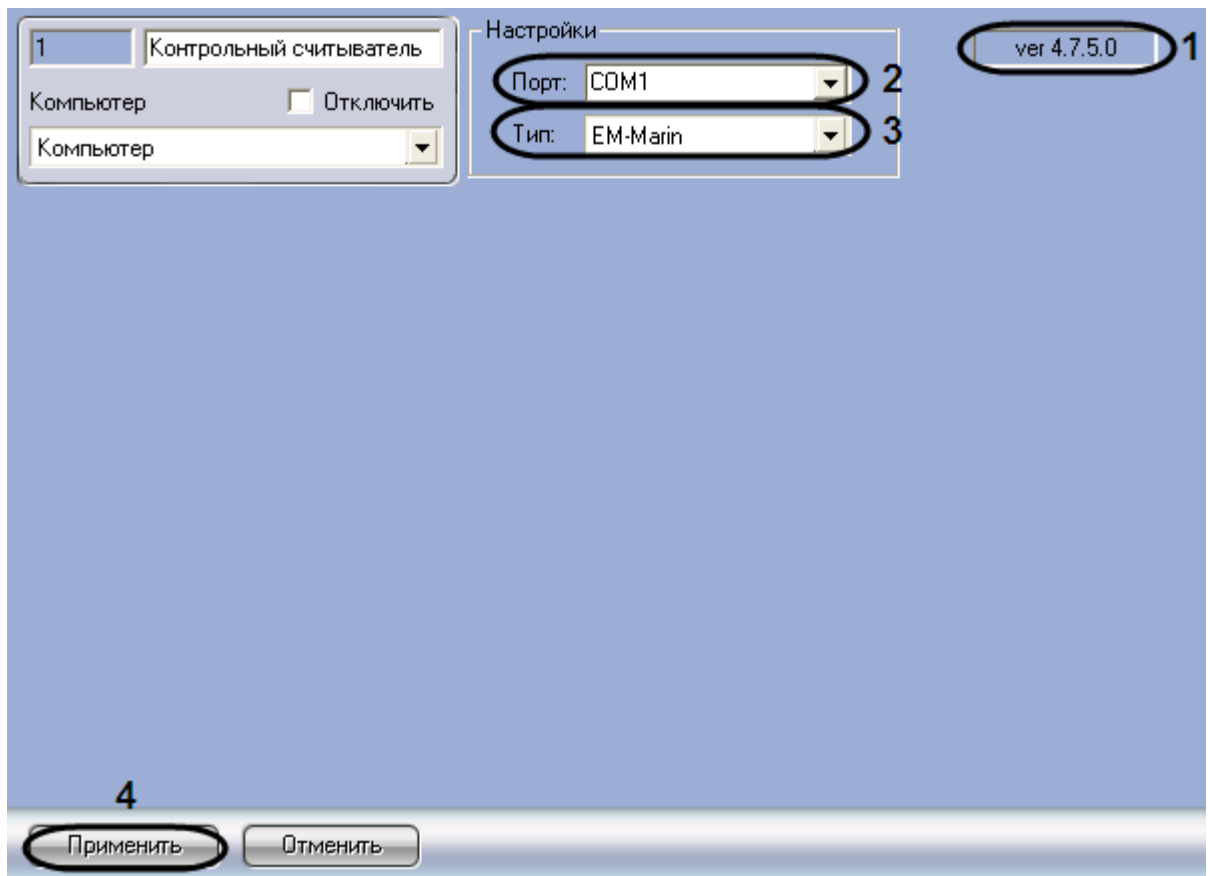 1 Контрольный считыватель
Компьютер Отключить
Компьютер
Настройки
Порт: COM1 2
Тип: EM-Marin 3
ver 4.7.5.0 1
4
Применить Отменить